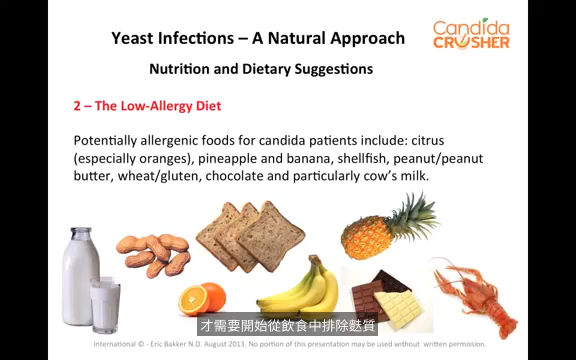 Candida
CRUSHER
Yeast Infections – A Natural Approach
Nutrition and Dietary Suggestions
2 – The Low-Allergy Diet
Potentially allergenic foods for candida patients include: citrus
(especially oranges), pineapple and banana, shellfish, peanut/peanut
butter, wheat/gluten, chocolate and particularly cow’s milk.
才需要開始從飲食中排除麩質
International © - Eric Bakker N.D. August 2013. No portion of this presentation may be used without written permission.